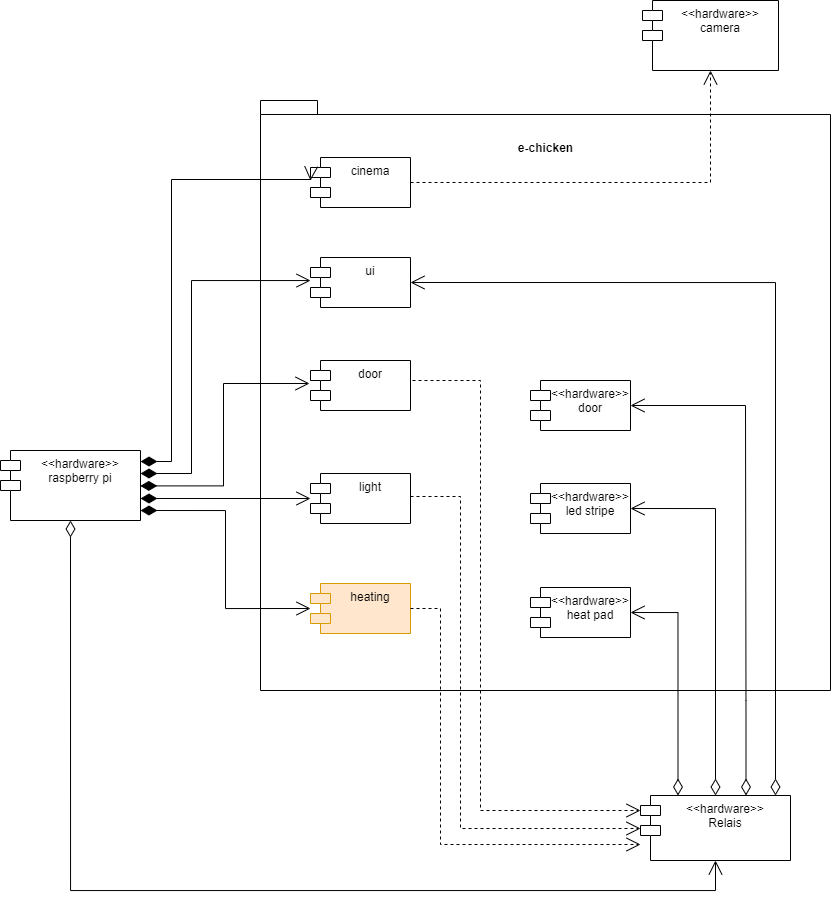 <<hardware>>
camera
e-chicken
cinema
ui
door
<<hardware>>
door
<<hardware>>
raspberry pi
light
<<hardware>>
led stripe
heating
<<hardware>>
heat pad
<<hardware>>
Relais